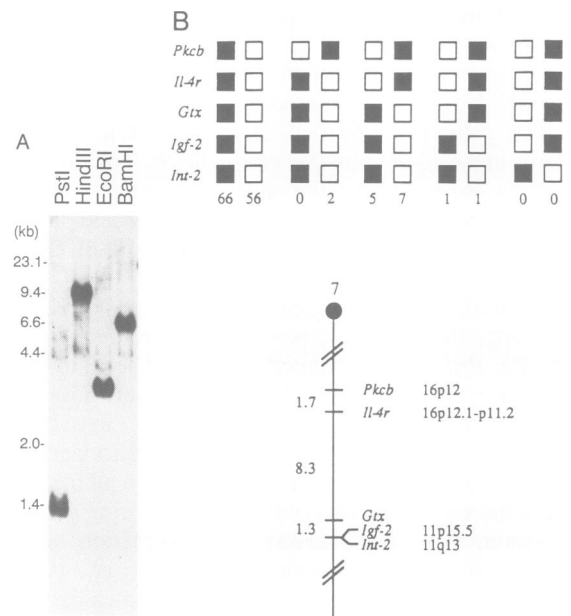 B
Pkcb
Il-4r
Gtx
Igf-2
Int-2
66 56 0 2 5 7 1 1 0 0
A
PstI
HindIII
EcoRI
BamHI
(kb)
23.1-
9.4-
6.6-
4.4-
2.0-
1.4-
7
1.7
8.3
1.3
Pkcb 16p12
Il-4r 16p12.1-p11.2
Gtx
Igf-2 11p15.5
Int-2 11q13